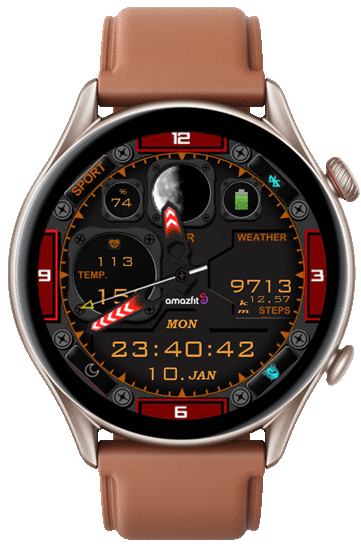 12
SPORT
%
74
WEATHER
113
TEMP.
9
3
9713
k m 12.57
STEPS
amazfit
MON
23:40:42
10. JAN
6